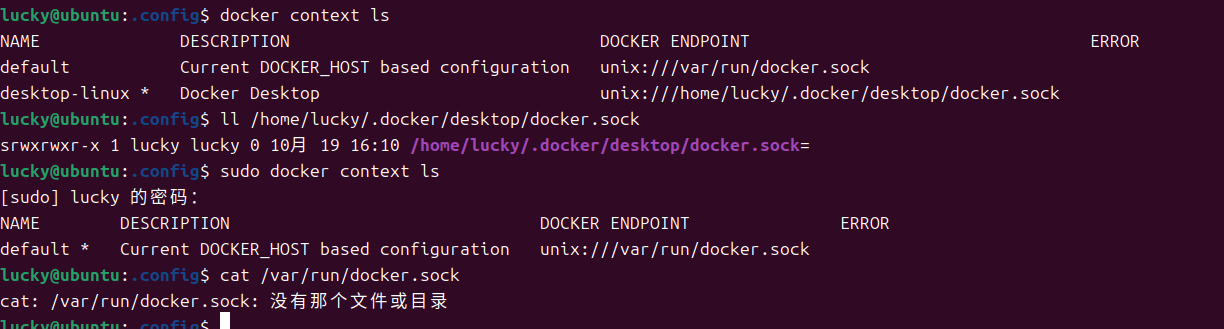 lucky@ubuntu:.config$ docker context ls
NAME DESCRIPTION DOCKER ENDPOINT ERROR
default Current DOCKER_HOST based configuration unix:///var/run/docker.sock
desktop-linux * Docker Desktop unix:///home/lucky/.docker/desktop/docker.sock
lucky@ubuntu:.config$ ll /home/lucky/.docker/desktop/docker.sock
srwxrwxr-x 1 lucky lucky 0 10月 19 16:10 /home/lucky/.docker/desktop/docker.sock=
lucky@ubuntu:.config$ sudo docker context ls
[sudo] lucky 的密码：
NAME DESCRIPTION DOCKER ENDPOINT ERROR
default * Current DOCKER_HOST based configuration unix:///var/run/docker.sock
lucky@ubuntu:.config$ cat /var/run/docker.sock
cat: /var/run/docker.sock: 没有那个文件或目录
lucky@ubuntu:.config$